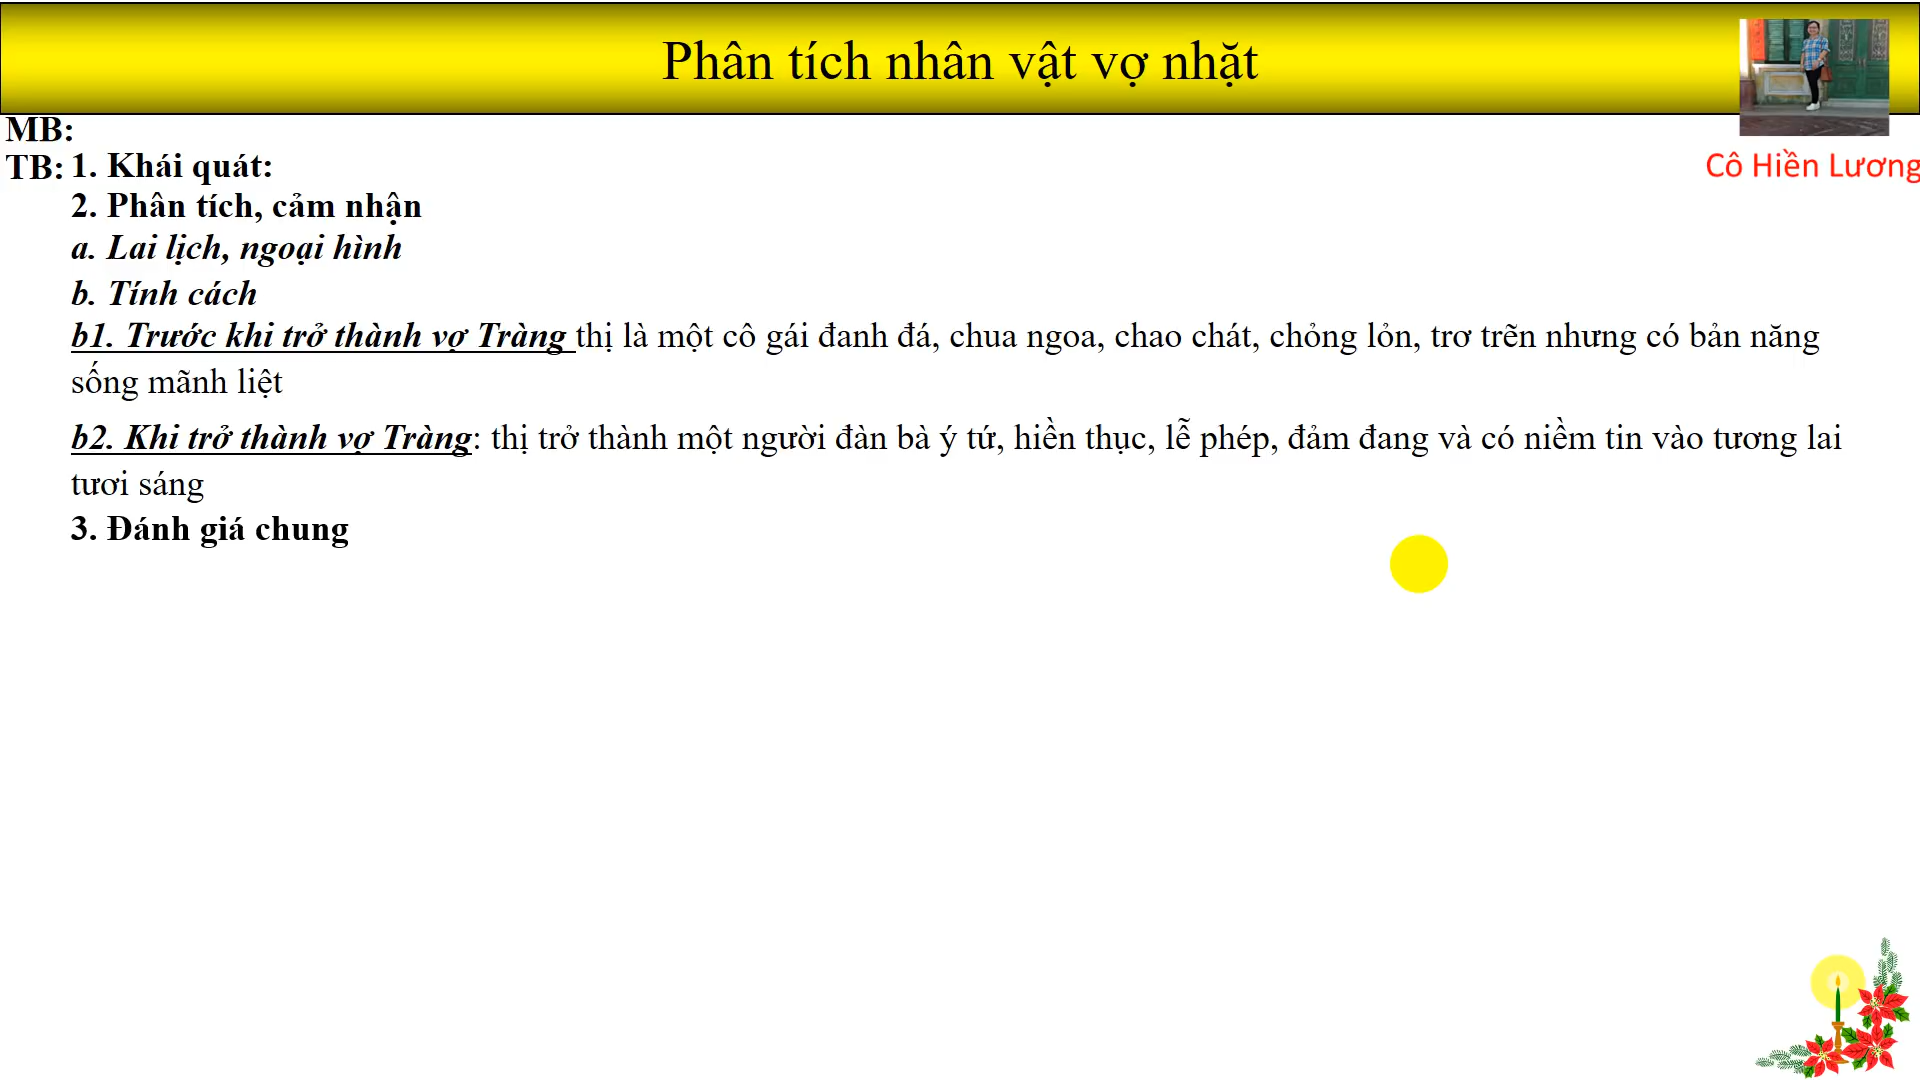 Phân tích nhân vật vợ nhặt
MB:
Cô Hiền Lương
TB: 1. Khái quát:
2. Phân tích, cảm nhận
a. Lai lịch, ngoại hình
b. Tính cách
b1. Trước khi trở thành vợ Tràng thị là một cô gái đanh đá, chua ngoa, chao chát, chỏng lỏn, trơ trẽn nhưng có bản năng
sống mãnh liệt
b2. Khi trở thành vợ Tràng: thị trở thành một người đàn bà ý tứ, hiền thục, lễ phép, đảm đang và có niềm tin vào tương lai
tươi sáng
3. Đánh giá chung